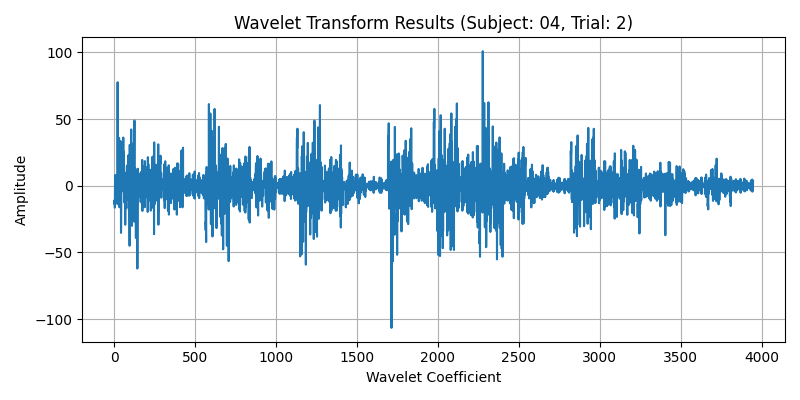 Wavelet Transform Results (Subject: 04, Trial: 2)
100
50
0
−50
−100
Amplitude
0 500 1000 1500 2000 2500 3000 3500 4000
Wavelet Coefficient